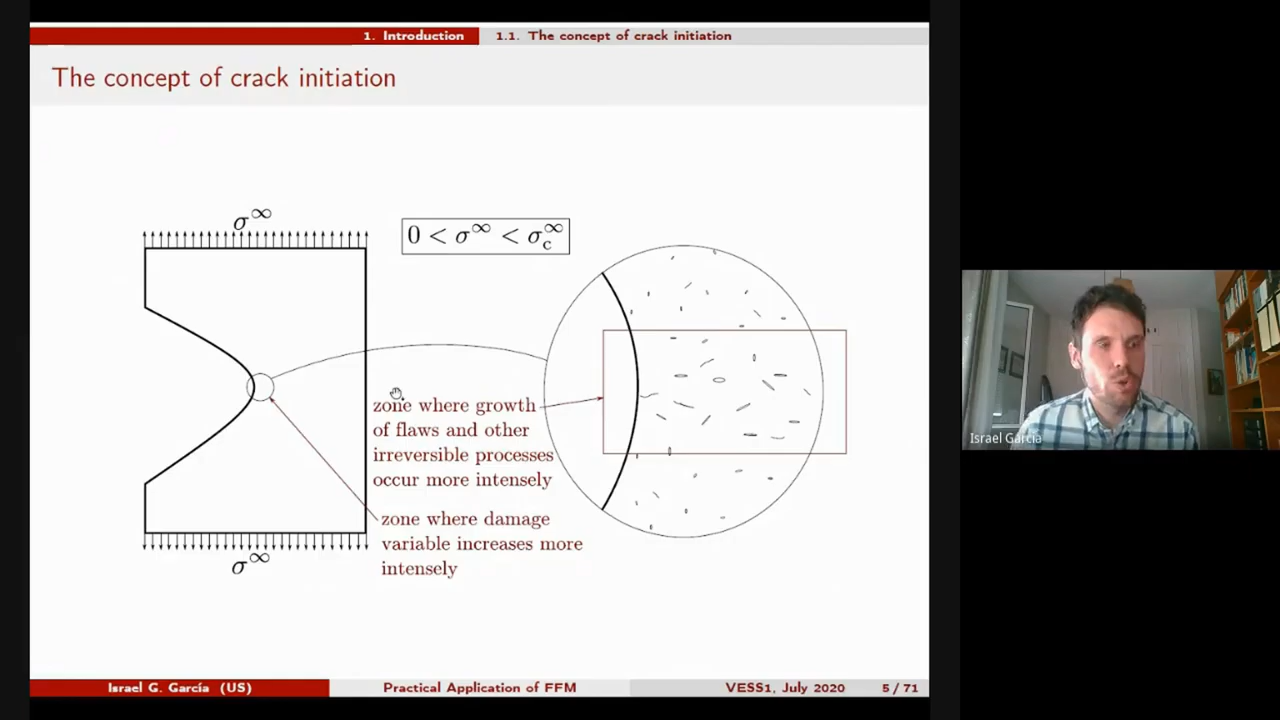 1. Introduction 1.1. The concept of crack initiation
The concept of crack initiation
σ∞
0 < σ∞ < σc∞
zone where growth
of flaws and other
irreversible processes
occur more intensely
zone where damage
variable increases more
intensely
σ∞
Israel García
Israel G. García (US) Practical Application of FFM VESS1, July 2020 5 / 71